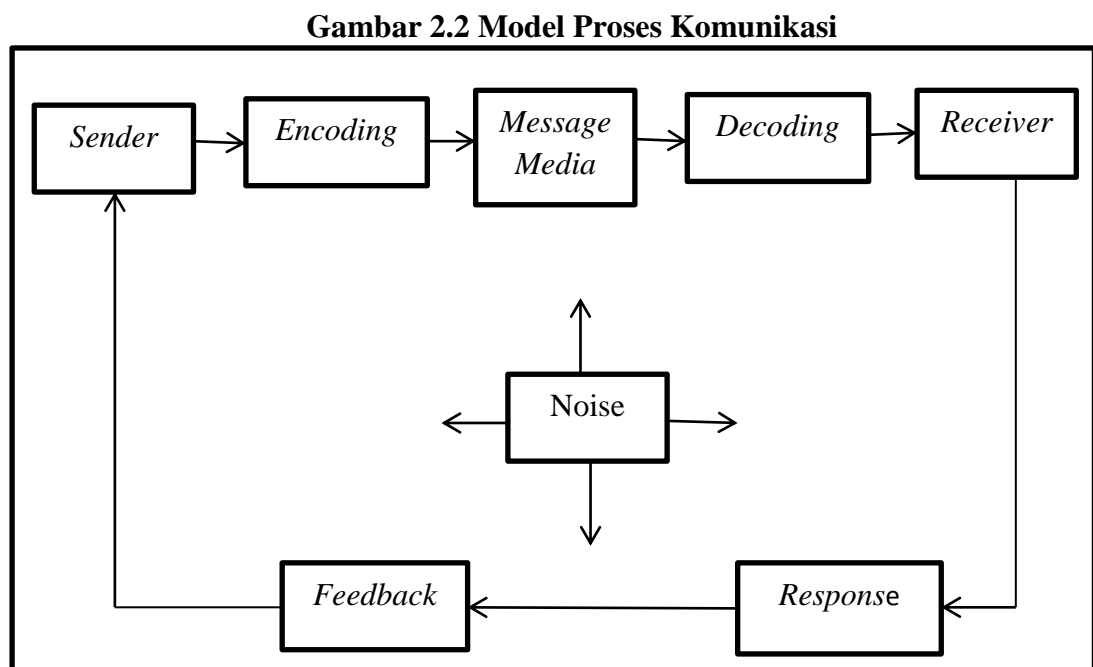 Gambar 2.2 Model Proses Komunikasi
Sender
Encoding
Message
Media
Decoding
Receiver
Noise
Feedback
Response